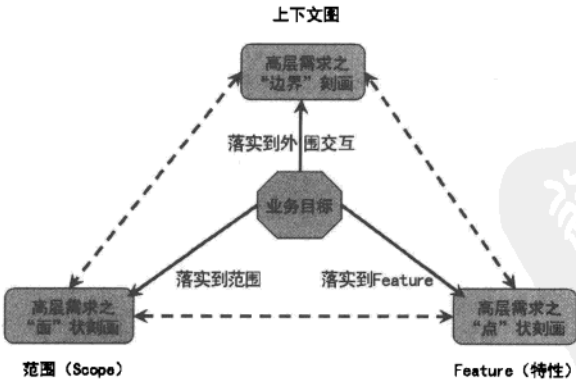 上下文图
高层需求之
“边界”刻画
落实到外围交互
业务目标
落实到范围
落实到Feature
高层需求之
“面”状刻画
高层需求之
“点”状刻画
范围（Scope）
Feature（特性）